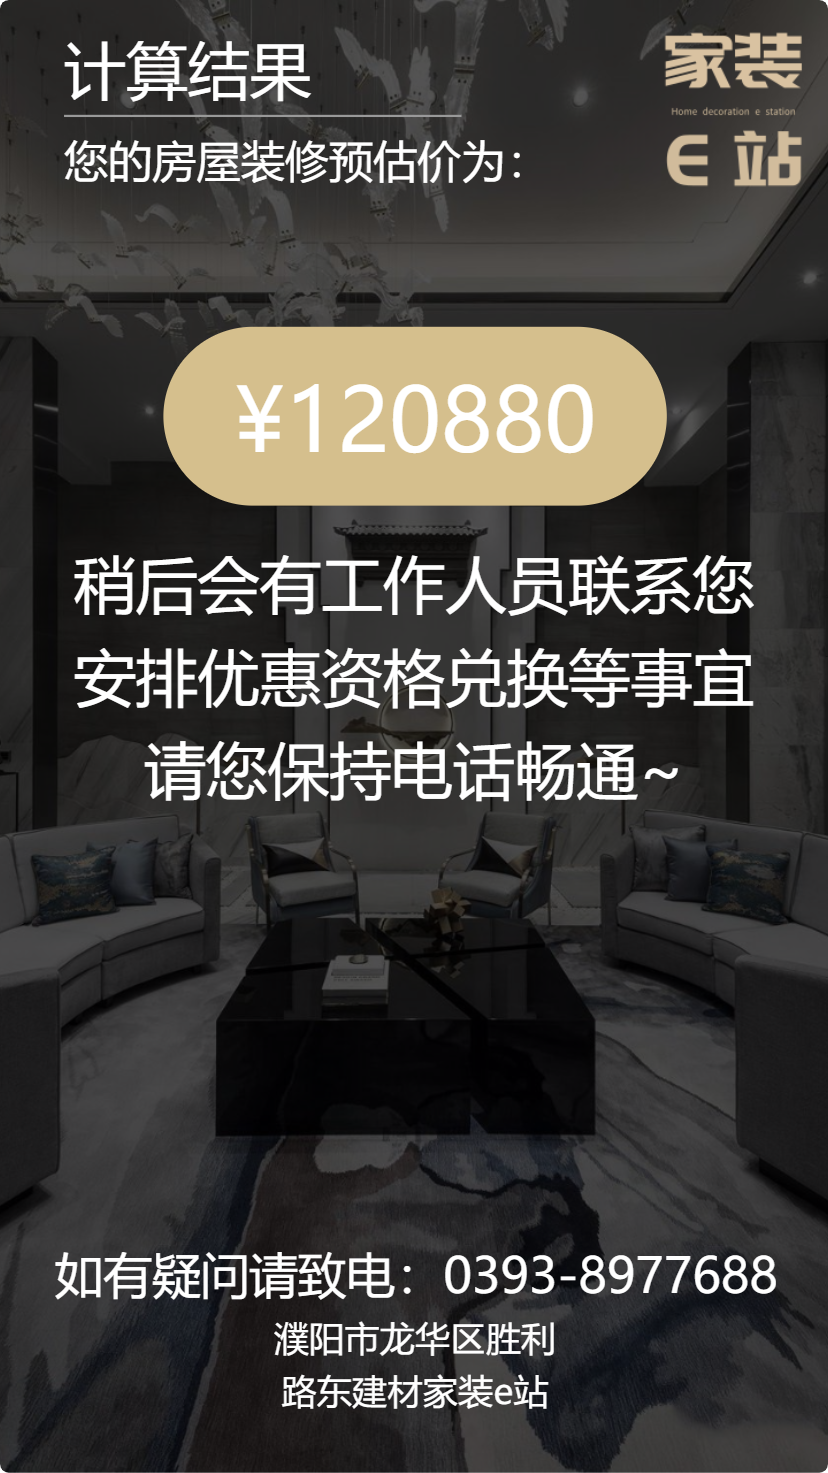 计算结果
家装
Home decoration e station
E 站
您的房屋装修预估价为：
¥120880
稍后会有工作人员联系您
安排优惠资格兑换等事宜
请您保持电话畅通~
如有疑问请致电：0393-8977688
濮阳市龙华区胜利
路东建材家装e站